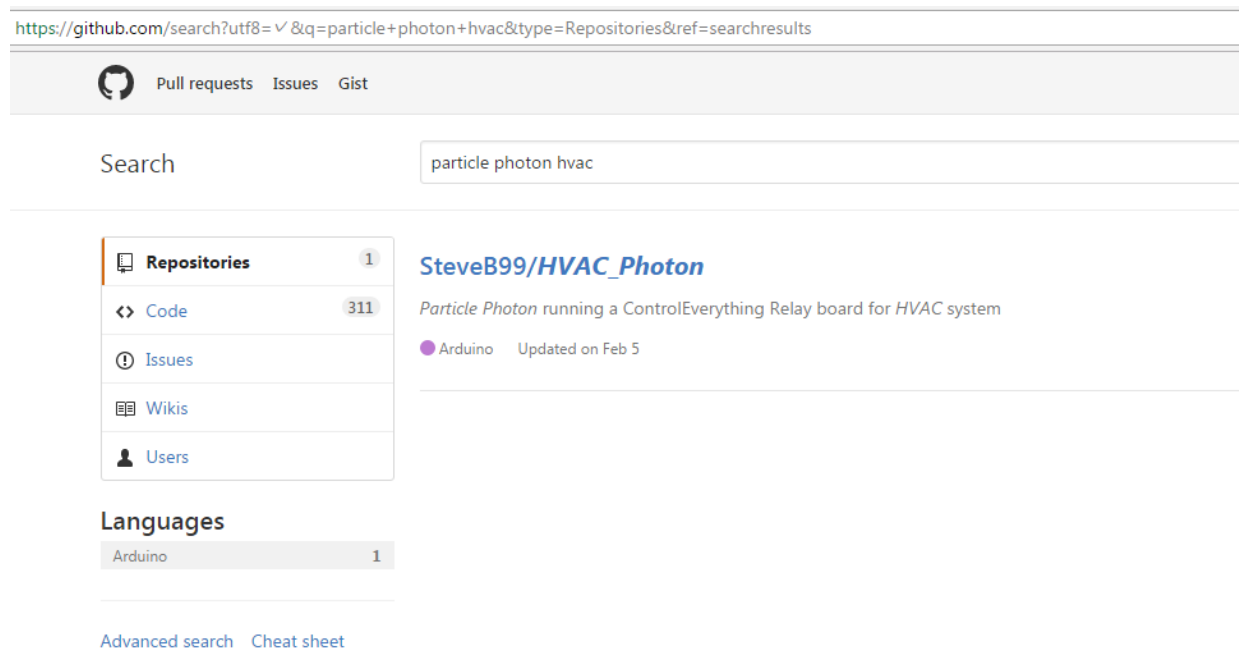 https://github.com/search?utf8=✓&q=particle+photon+hvac&type=Repositories&ref=searchresults
Pull requests Issues Gist
Search
particle photon hvac
Repositories 1
Code 311
Issues
Wikis
Users
Languages
Arduino 1
Advanced search Cheat sheet
SteveB99/HVAC_Photon
Particle Photon running a ControlEverything Relay board for HVAC system
Arduino Updated on Feb 5